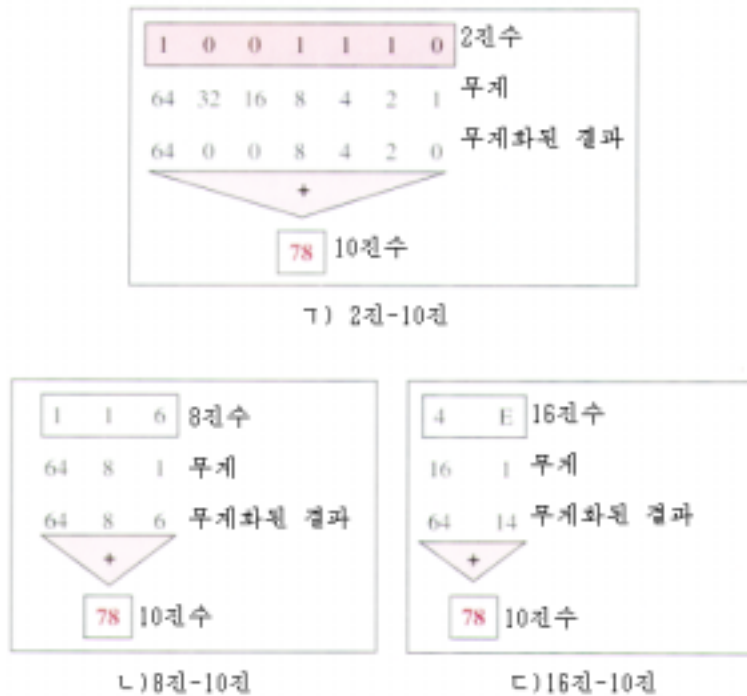 1 0 0 1 1 1 0 2진수
64 32 16 8 4 2 1 무게
64 0 0 8 4 2 0 무게화된 결과
+
78 10진수
ㄱ) 2진-10진
1 1 6 8진수
64 8 1 무게
64 8 6 무게화된 결과
+
78 10진수
ㄴ)8진-10진
4 E 16진수
16 1 무게
64 14 무게화된 결과
+
78 10진수
ㄷ)16진-10진